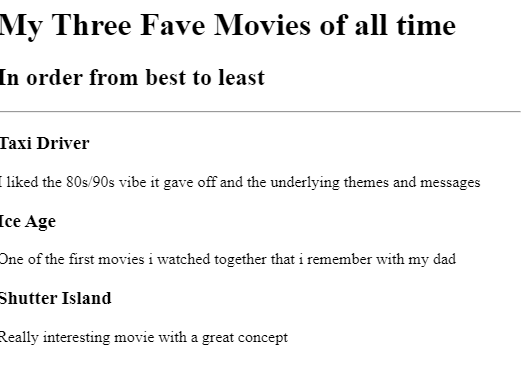 My Three Fave Movies of all time
In order from best to least
Taxi Driver
I liked the 80s/90s vibe it gave off and the underlying themes and messages
Ice Age
One of the first movies i watched together that i remember with my dad
Shutter Island
Really interesting movie with a great concept